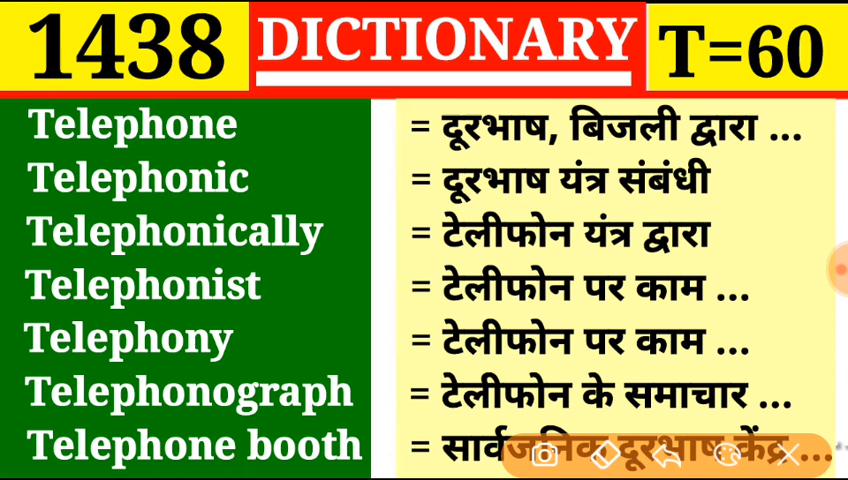 1438 DICTIONARY T=60
Telephone = दूरभाष, बिजली द्वारा ...
Telephonic = दूरभाष यंत्र संबंधी
Telephonically = टेलीफोन यंत्र द्वारा
Telephonist = टेलीफोन पर काम ...
Telephony = टेलीफोन पर काम ...
Telephonograph = टेलीफोन के समाचार ...
Telephone booth = सार्वजनिक दूरभाष केंद्र ...